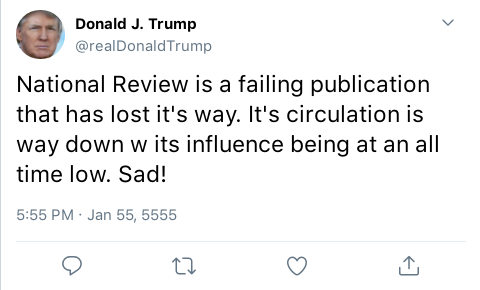 Donald J. Trump
@realDonaldTrump
National Review is a failing publication
that has lost it's way. It's circulation is
way down w its influence being at an all
time low. Sad!
5:55 PM · Jan 55, 5555